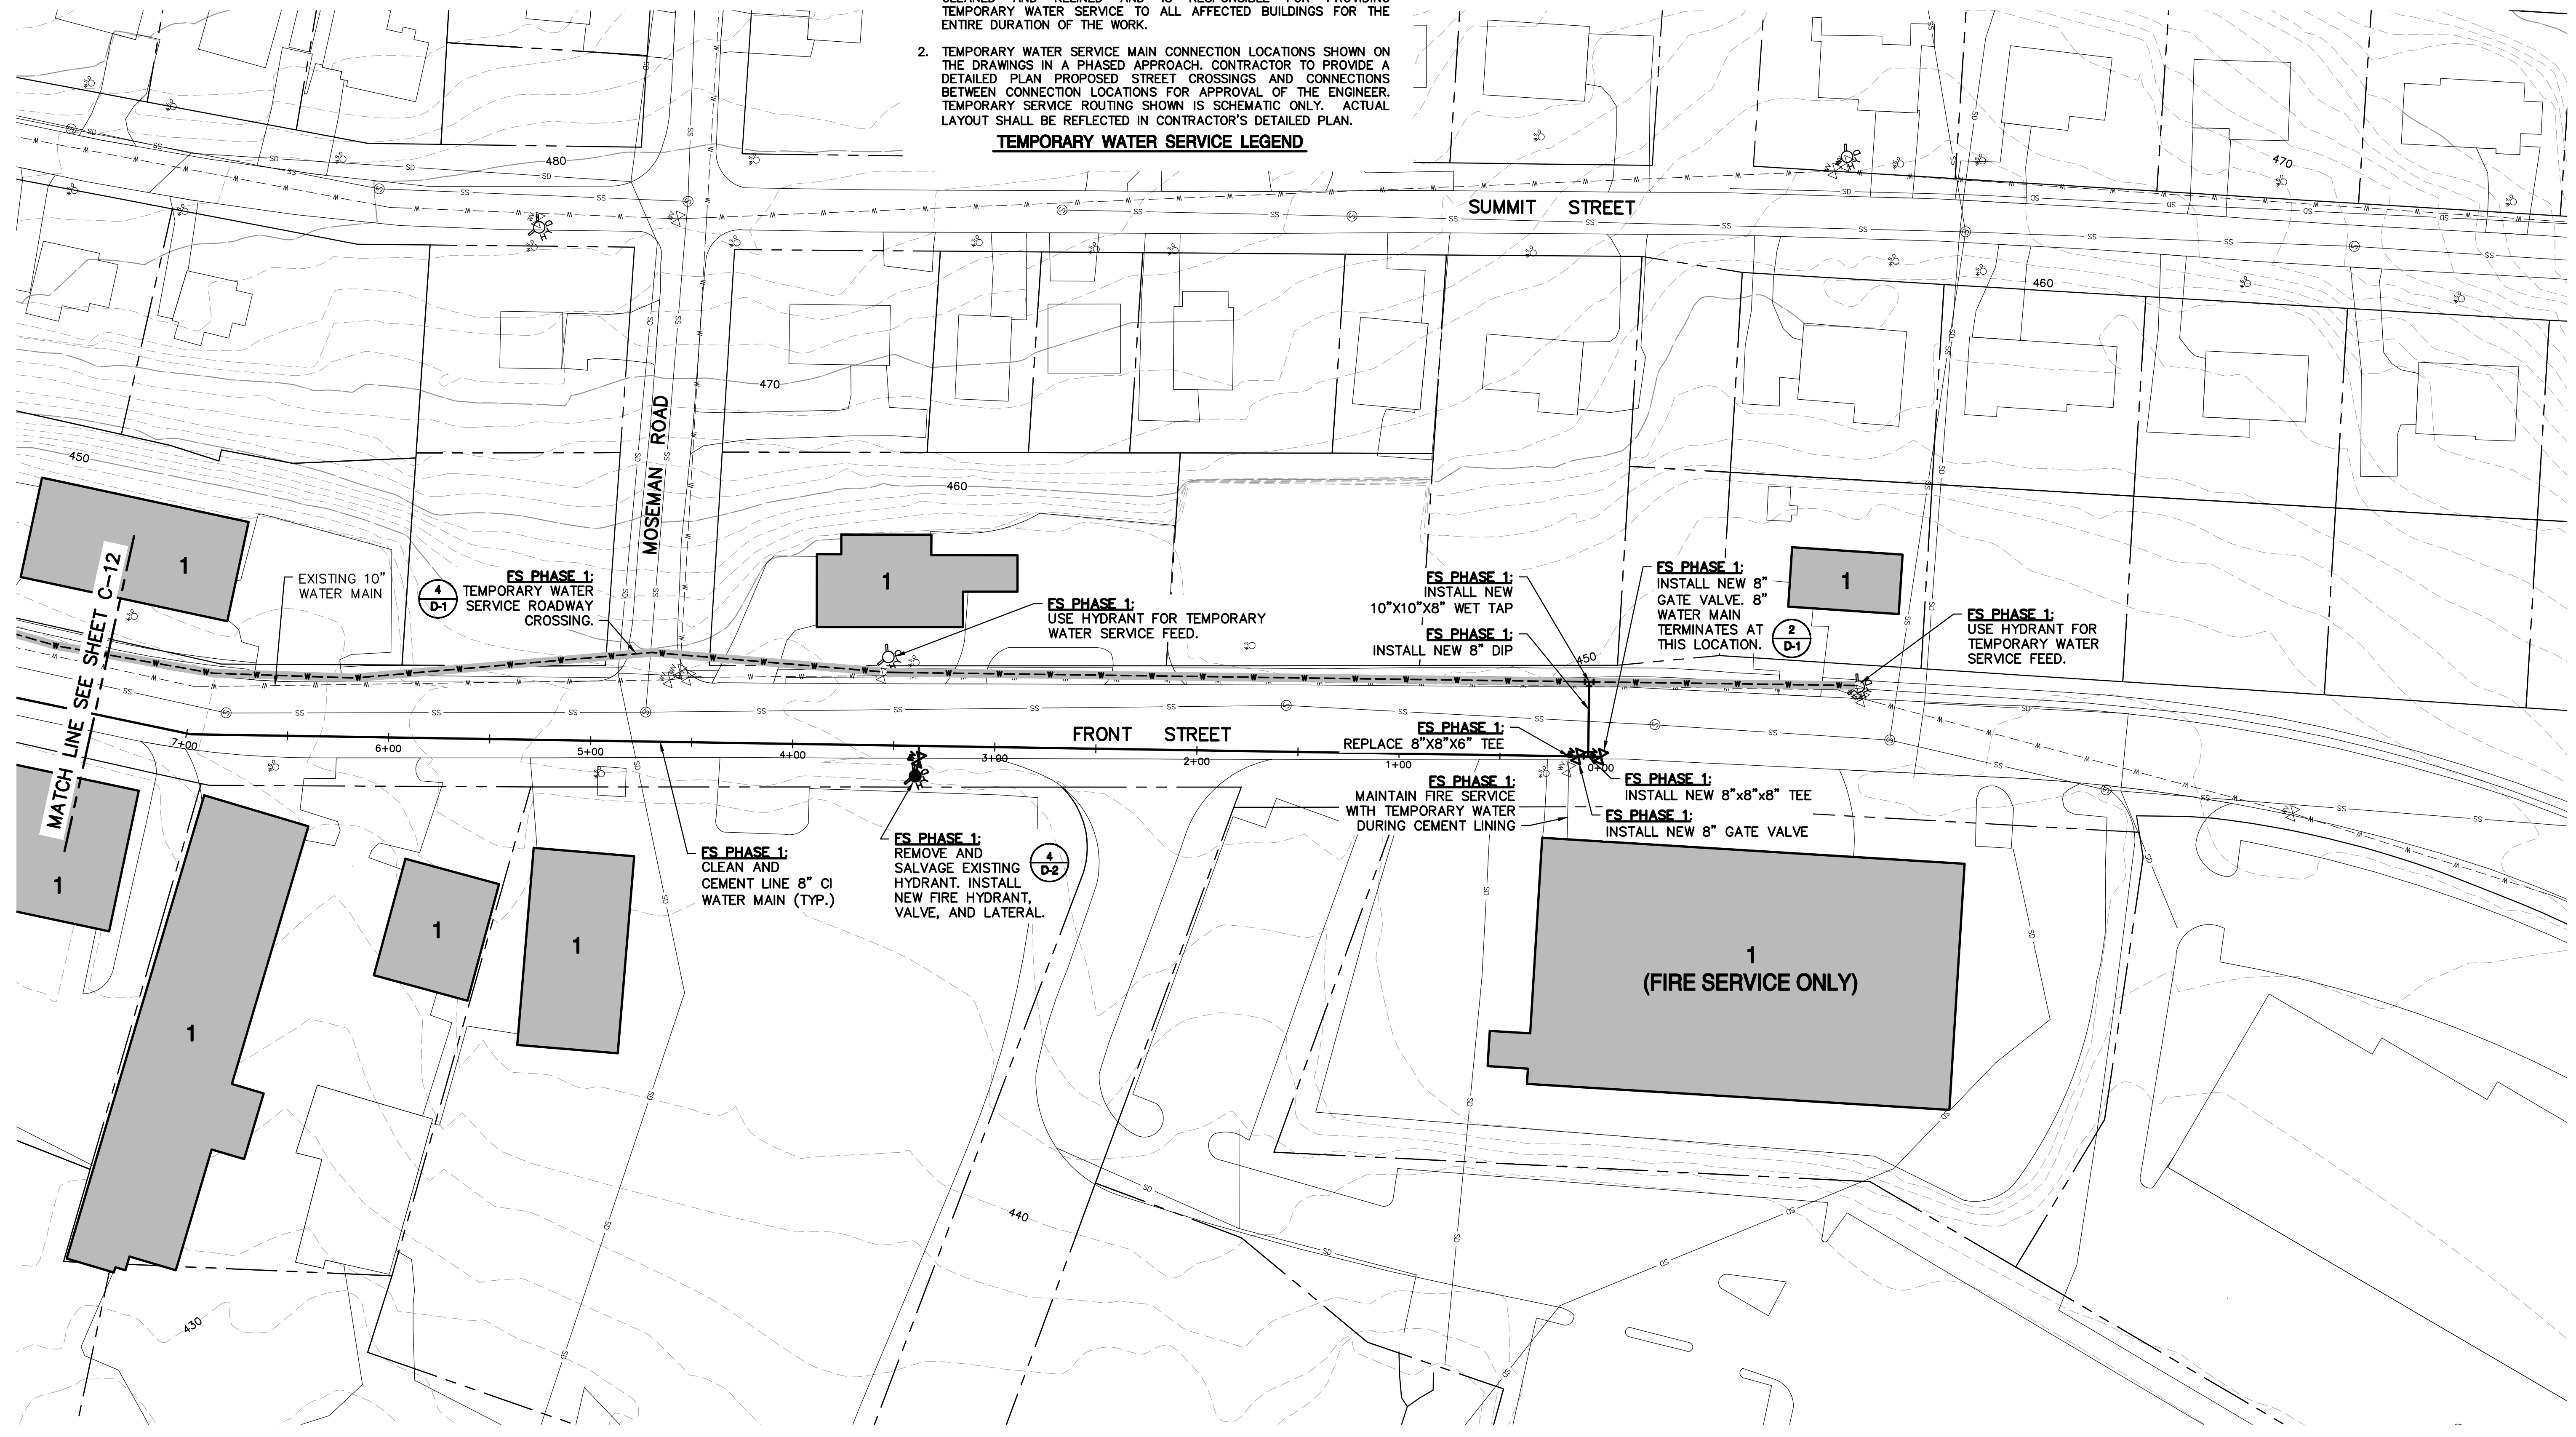 CLEANED AND RELINED AND IS RESPONSIBLE FOR PROVIDING
TEMPORARY WATER SERVICE TO ALL AFFECTED BUILDINGS FOR THE
ENTIRE DURATION OF THE WORK.
2. TEMPORARY WATER SERVICE MAIN CONNECTION LOCATIONS SHOWN ON
THE DRAWINGS IN A PHASED APPROACH. CONTRACTOR TO PROVIDE A
DETAILED PLAN PROPOSED STREET CROSSINGS AND CONNECTIONS
BETWEEN CONNECTION LOCATIONS FOR APPROVAL OF THE ENGINEER.
TEMPORARY SERVICE ROUTING SHOWN IS SCHEMATIC ONLY. ACTUAL
LAYOUT SHALL BE REFLECTED IN CONTRACTOR'S DETAILED PLAN.
TEMPORARY WATER SERVICE LEGEND
480
470
SUMMIT STREET
460
470
MOSEMAN ROAD
450
460
MATCH LINE SEE SHEET C-12
1
EXISTING 10"
WATER MAIN
4
D-1
FS PHASE 1:
TEMPORARY WATER
SERVICE ROADWAY
CROSSING.
1
FS PHASE 1:
USE HYDRANT FOR TEMPORARY
WATER SERVICE FEED.
FS PHASE 1:
INSTALL NEW
10"X10"X8" WET TAP
FS PHASE 1:
INSTALL NEW 8" DIP
FS PHASE 1:
INSTALL NEW 8"
GATE VALVE. 8"
WATER MAIN
TERMINATES AT
THIS LOCATION.
2
D-1
1
FS PHASE 1:
USE HYDRANT FOR
TEMPORARY WATER
SERVICE FEED.
450
FRONT STREET
7+00
6+00
5+00
4+00
3+00
2+00
1+00
0+00
FS PHASE 1:
REPLACE 8"X8"X6" TEE
FS PHASE 1:
MAINTAIN FIRE SERVICE
WITH TEMPORARY WATER
DURING CEMENT LINING
FS PHASE 1:
INSTALL NEW 8"x8"x8" TEE
FS PHASE 1:
INSTALL NEW 8" GATE VALVE
FS PHASE 1:
CLEAN AND
CEMENT LINE 8" CI
WATER MAIN (TYP.)
FS PHASE 1:
REMOVE AND
SALVAGE EXISTING
HYDRANT. INSTALL
NEW FIRE HYDRANT,
VALVE, AND LATERAL.
4
D-2
1
1
1
1
1
(FIRE SERVICE ONLY)
440
430